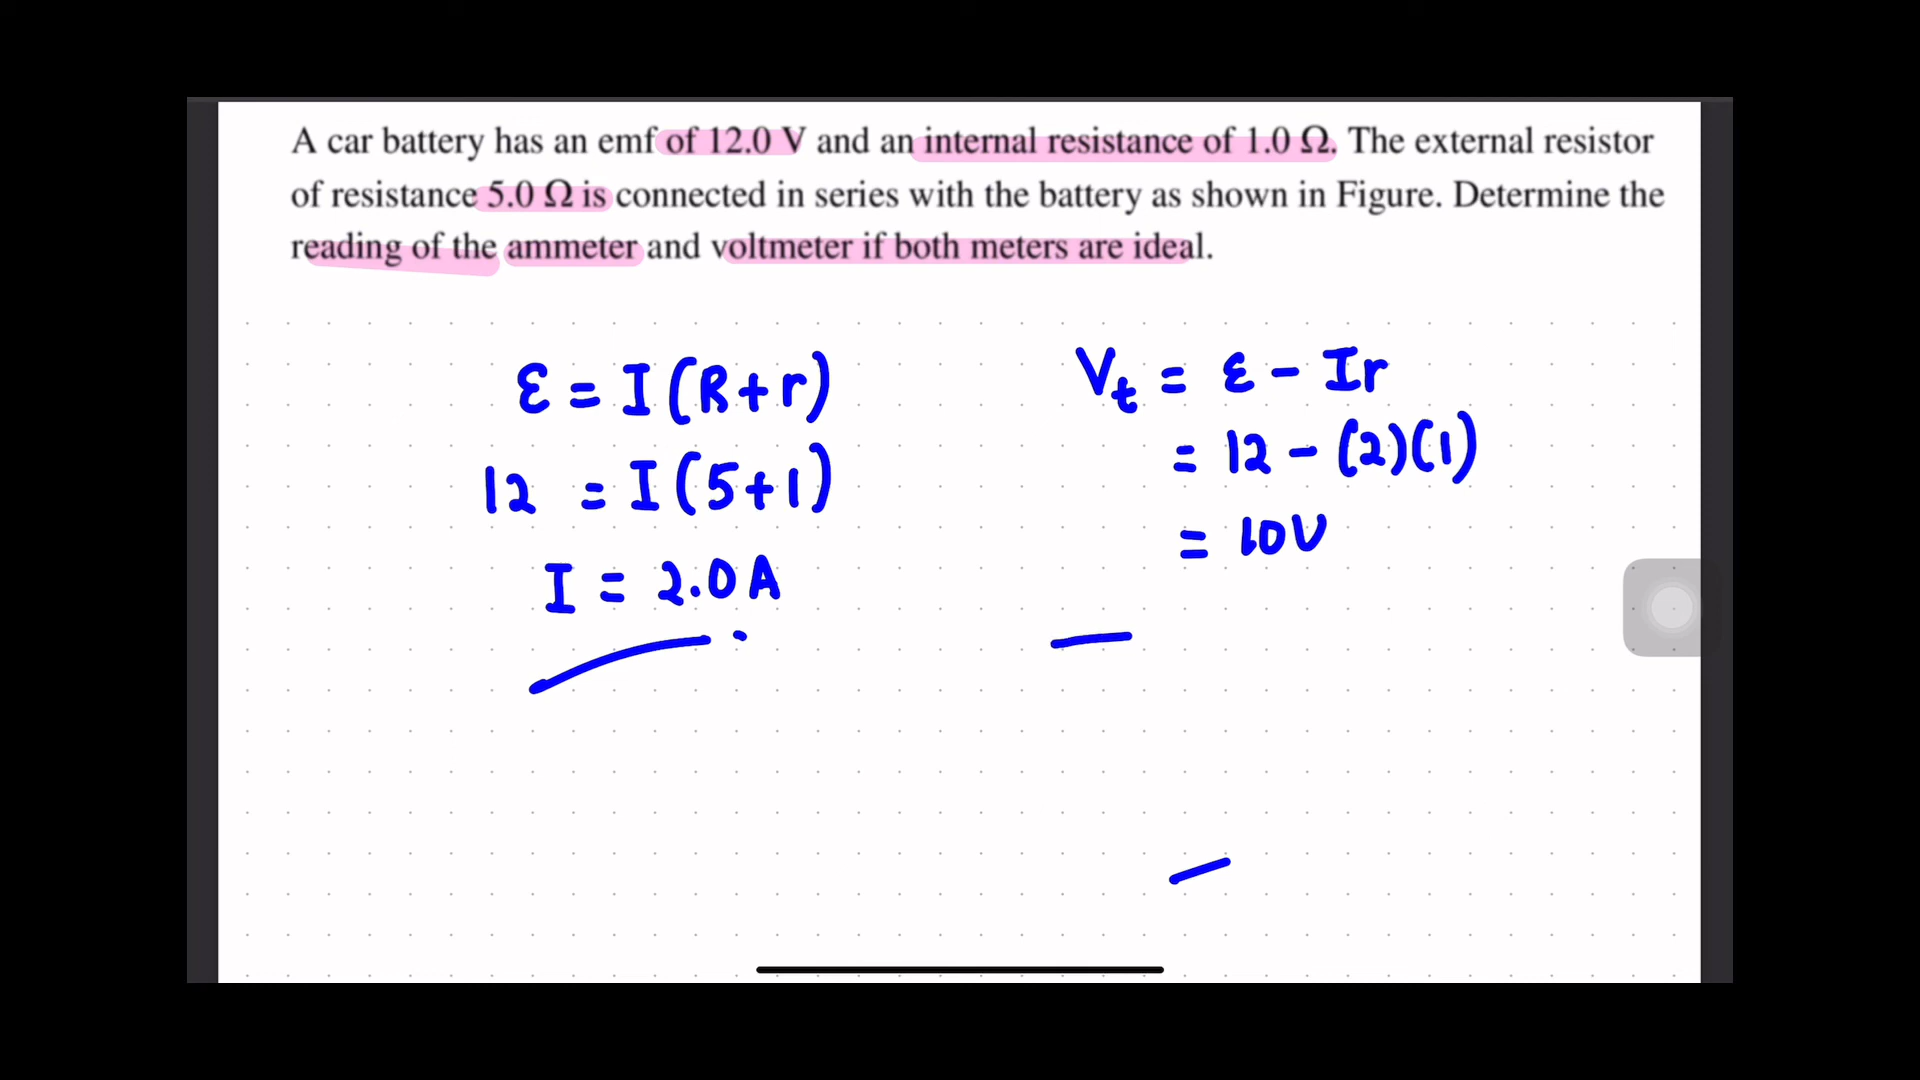 A car battery has an emf of 12.0 V and an internal resistance of 1.0 Ω. The external resistor
of resistance 5.0 Ω is connected in series with the battery as shown in Figure. Determine the
reading of the ammeter and voltmeter if both meters are ideal.
ε = I(R+r)
12 = I(5+1)
I = 2.0A
Vt = ε - Ir
= 12 - (2)(1)
= 10V